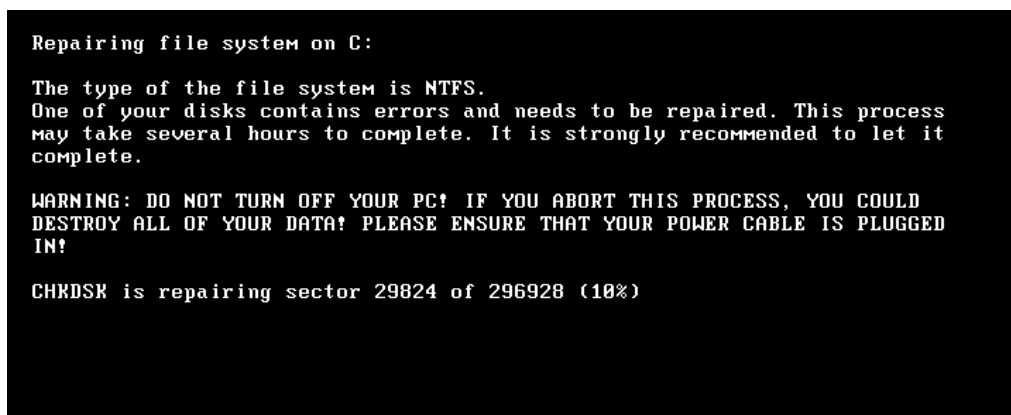 Repairing file system on C:
The type of the file system is NTFS.
One of your disks contains errors and needs to be repaired. This process
may take several hours to complete. It is strongly recommended to let it
complete.
WARNING: DO NOT TURN OFF YOUR PC! IF YOU ABORT THIS PROCESS, YOU COULD
DESTROY ALL OF YOUR DATA! PLEASE ENSURE THAT YOUR POWER CABLE IS PLUGGED
IN!
CHKDSK is repairing sector 29824 of 296928 (10%)